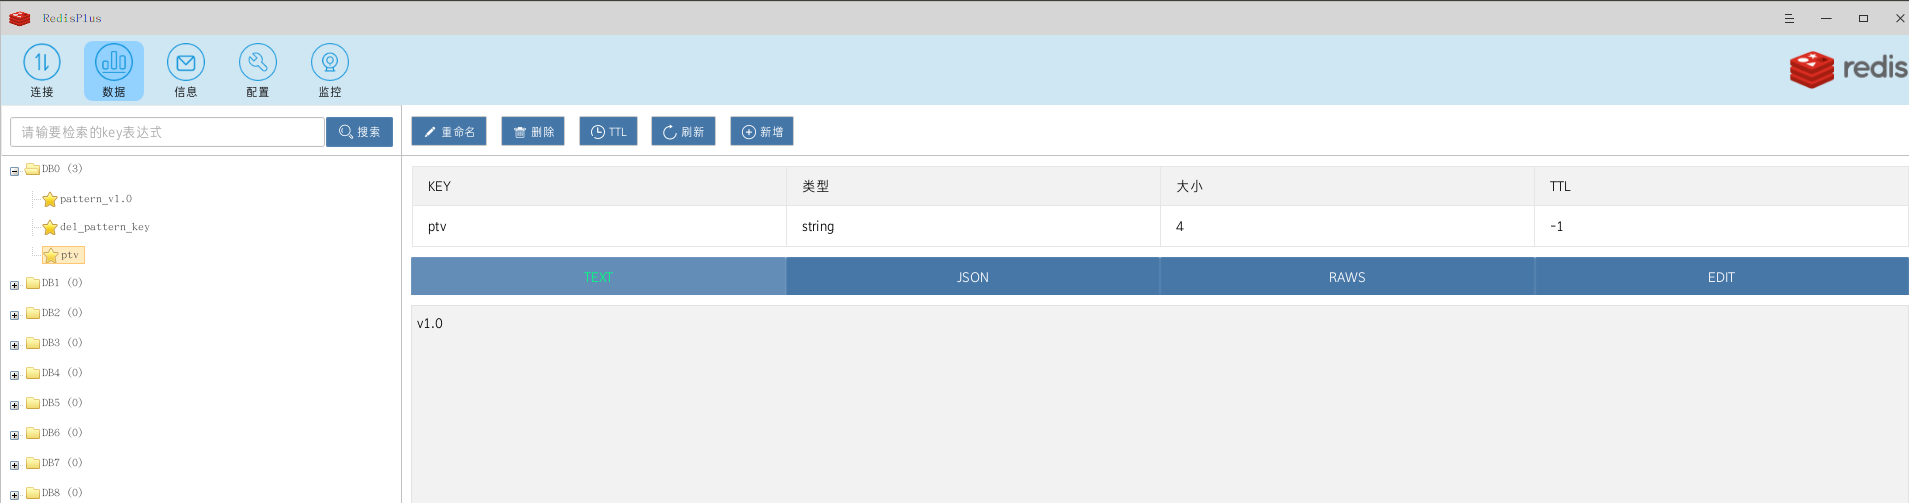 RedisPlus
连接 数据 信息 配置 监控
redis
请输要检索的key表达式 搜索
重命名 删除 TTL 刷新 新增
DB0 (3)
pattern_v1.0
del_pattern_key
ptv
DB1 (0)
DB2 (0)
DB3 (0)
DB4 (0)
DB5 (0)
DB6 (0)
DB7 (0)
DB8 (0)
KEY 类型 大小 TTL
ptv string 4 -1
TEXT JSON RAWS EDIT
v1.0